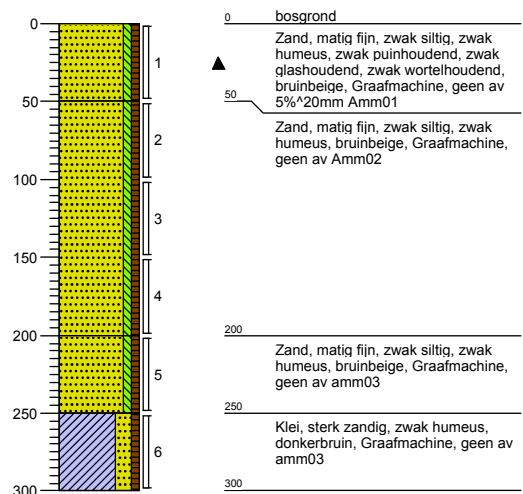 0
50
100
150
200
250
300
1
2
3
4
5
6
0
bosgrond
Zand, matig fijn, zwak siltig, zwak
humeus, zwak puinhoudend, zwak
glashoudend, zwak wortelhoudend,
bruinbeige, Graafmachine, geen av
5%^20mm Amm01
50
Zand, matig fijn, zwak siltig, zwak
humeus, bruinbeige, Graafmachine,
geen av Amm02
200
Zand, matig fijn, zwak siltig, zwak
humeus, bruinbeige, Graafmachine,
geen av amm03
250
Klei, sterk zandig, zwak humeus,
donkerbruin, Graafmachine, geen av
amm03
300